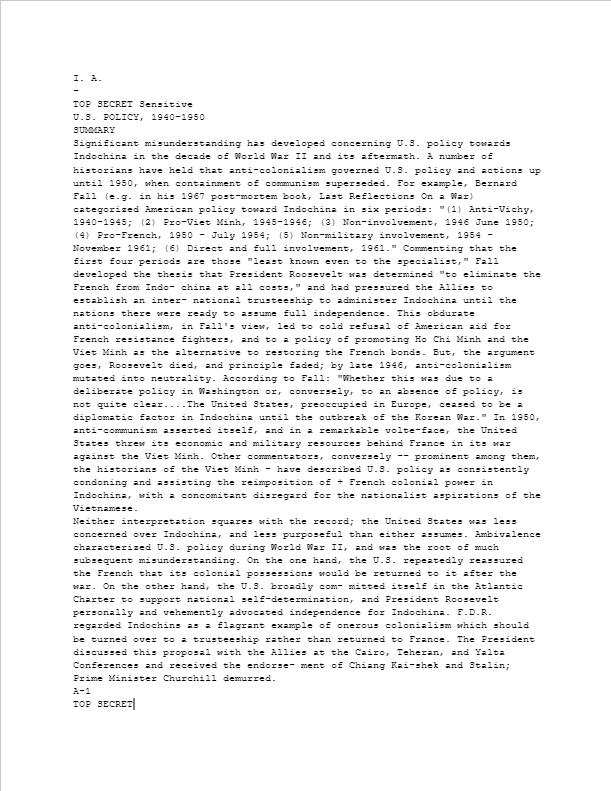 I. A.
-
TOP SECRET Sensitive
U.S. POLICY, 1940-1950
SUMMARY
Significant misunderstanding has developed concerning U.S. policy towards
Indochina in the decade of World War II and its aftermath. A number of
historians have held that anti-colonialism governed U.S. policy and actions up
until 1950, when containment of communism superseded. For example, Bernard
Fall (e.g. in his 1967 post-mortem book, Last Reflections On a War)
categorized American policy toward Indochina in six periods: "(1) Anti-Vichy,
1940-1945; (2) Pro-Viet Minh, 1945-1946; (3) Non-involvement, 1946 June 1950;
(4) Pro-French, 1950 - July 1954; (5) Non-military involvement, 1954 -
November 1961; (6) Direct and full involvement, 1961." Commenting that the
first four periods are those "least known even to the specialist," Fall
developed the thesis that President Roosevelt was determined "to eliminate the
French from Indo- china at all costs," and had pressured the Allies to
establish an inter- national trusteeship to administer Indochina until the
nations there were ready to assume full independence. This obdurate
anti-colonialism, in Fall's view, led to cold refusal of American aid for
French resistance fighters, and to a policy of promoting Ho Chi Minh and the
Viet Minh as the alternative to restoring the French bonds. But, the argument
goes, Roosevelt died, and principle faded; by late 1946, anti-colonialism
mutated into neutrality. According to Fall: "Whether this was due to a
deliberate policy in Washington or, conversely, to an absence of policy, is
not quite clear....The United States, preoccupied in Europe, ceased to be a
diplomatic factor in Indochina until the outbreak of the Korean War." In 1950,
anti-communism asserted itself, and in a remarkable volte-face, the United
States threw its economic and military resources behind France in its war
against the Viet Minh. Other commentators, conversely -- prominent among them,
the historians of the Viet Minh - have described U.S. policy as consistently
condoning and assisting the reimposition of + French colonial power in
Indochina, with a concomitant disregard for the nationalist aspirations of the
Vietnamese.
Neither interpretation squares with the record; the United States was less
concerned over Indochina, and less purposeful than either assumes. Ambivalence
characterized U.S. policy during World War II, and was the root of much
subsequent misunderstanding. On the one hand, the U.S. repeatedly reassured
the French that its colonial possessions would be returned to it after the
war. On the other hand, the U.S. broadly com- mitted itself in the Atlantic
Charter to support national self-determination, and President Roosevelt
personally and vehemently advocated independence for Indochina. F.D.R.
regarded Indochins as a flagrant example of onerous colonialism which should
be turned over to a trusteeship rather than returned to France. The President
discussed this proposal with the Allies at the Cairo, Teheran, and Yalta
Conferences and received the endorse- ment of Chiang Kai-shek and Stalin;
Prime Minister Churchill demurred.
A-1
TOP SECRET